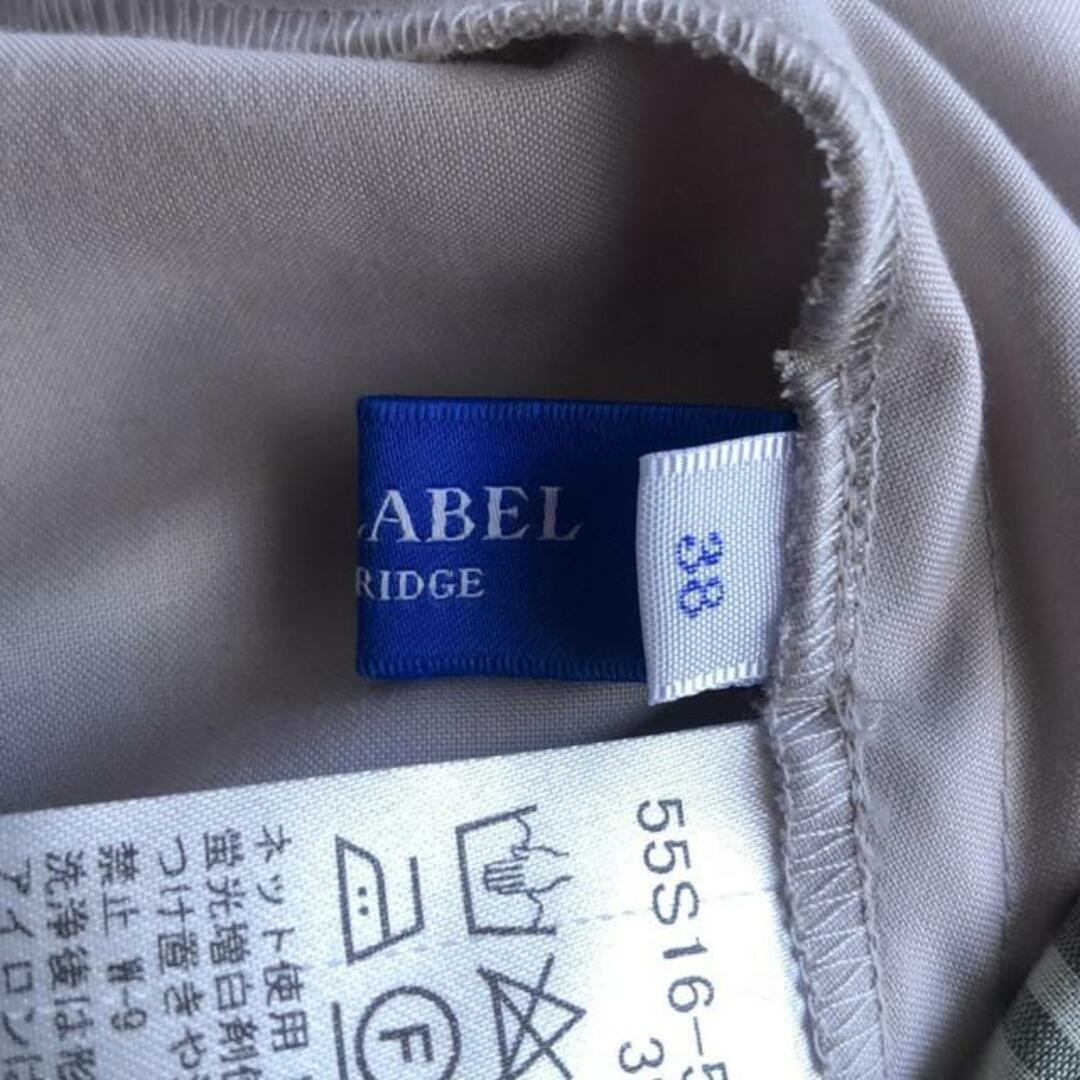 LABEL
RIDGE
38
55S16-5
3
F
ネット使用
蛍光増白剤
つけ置きや
禁止 W-9
洗浄後は形
アイロン